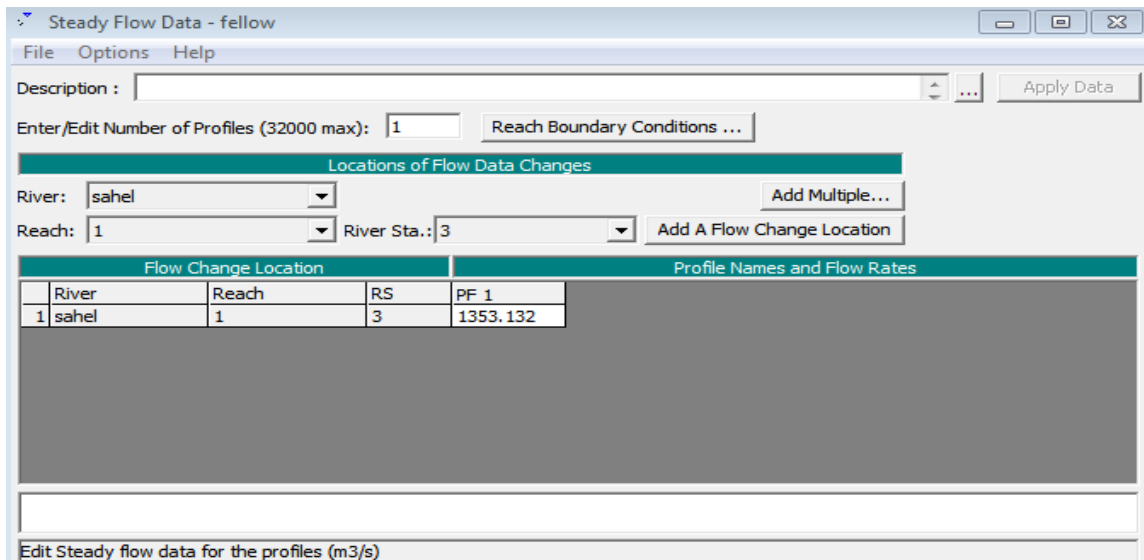 Steady Flow Data - fellow
File Options Help
Description : ... Apply Data
Enter/Edit Number of Profiles (32000 max): 1 Reach Boundary Conditions ...
Locations of Flow Data Changes
River: sahel Add Multiple...
Reach: 1 River Sta.: 3 Add A Flow Change Location
Flow Change Location Profile Names and Flow Rates
River Reach RS PF 1
1 sahel 1 3 1353.132
Edit Steady flow data for the profiles (m3/s)